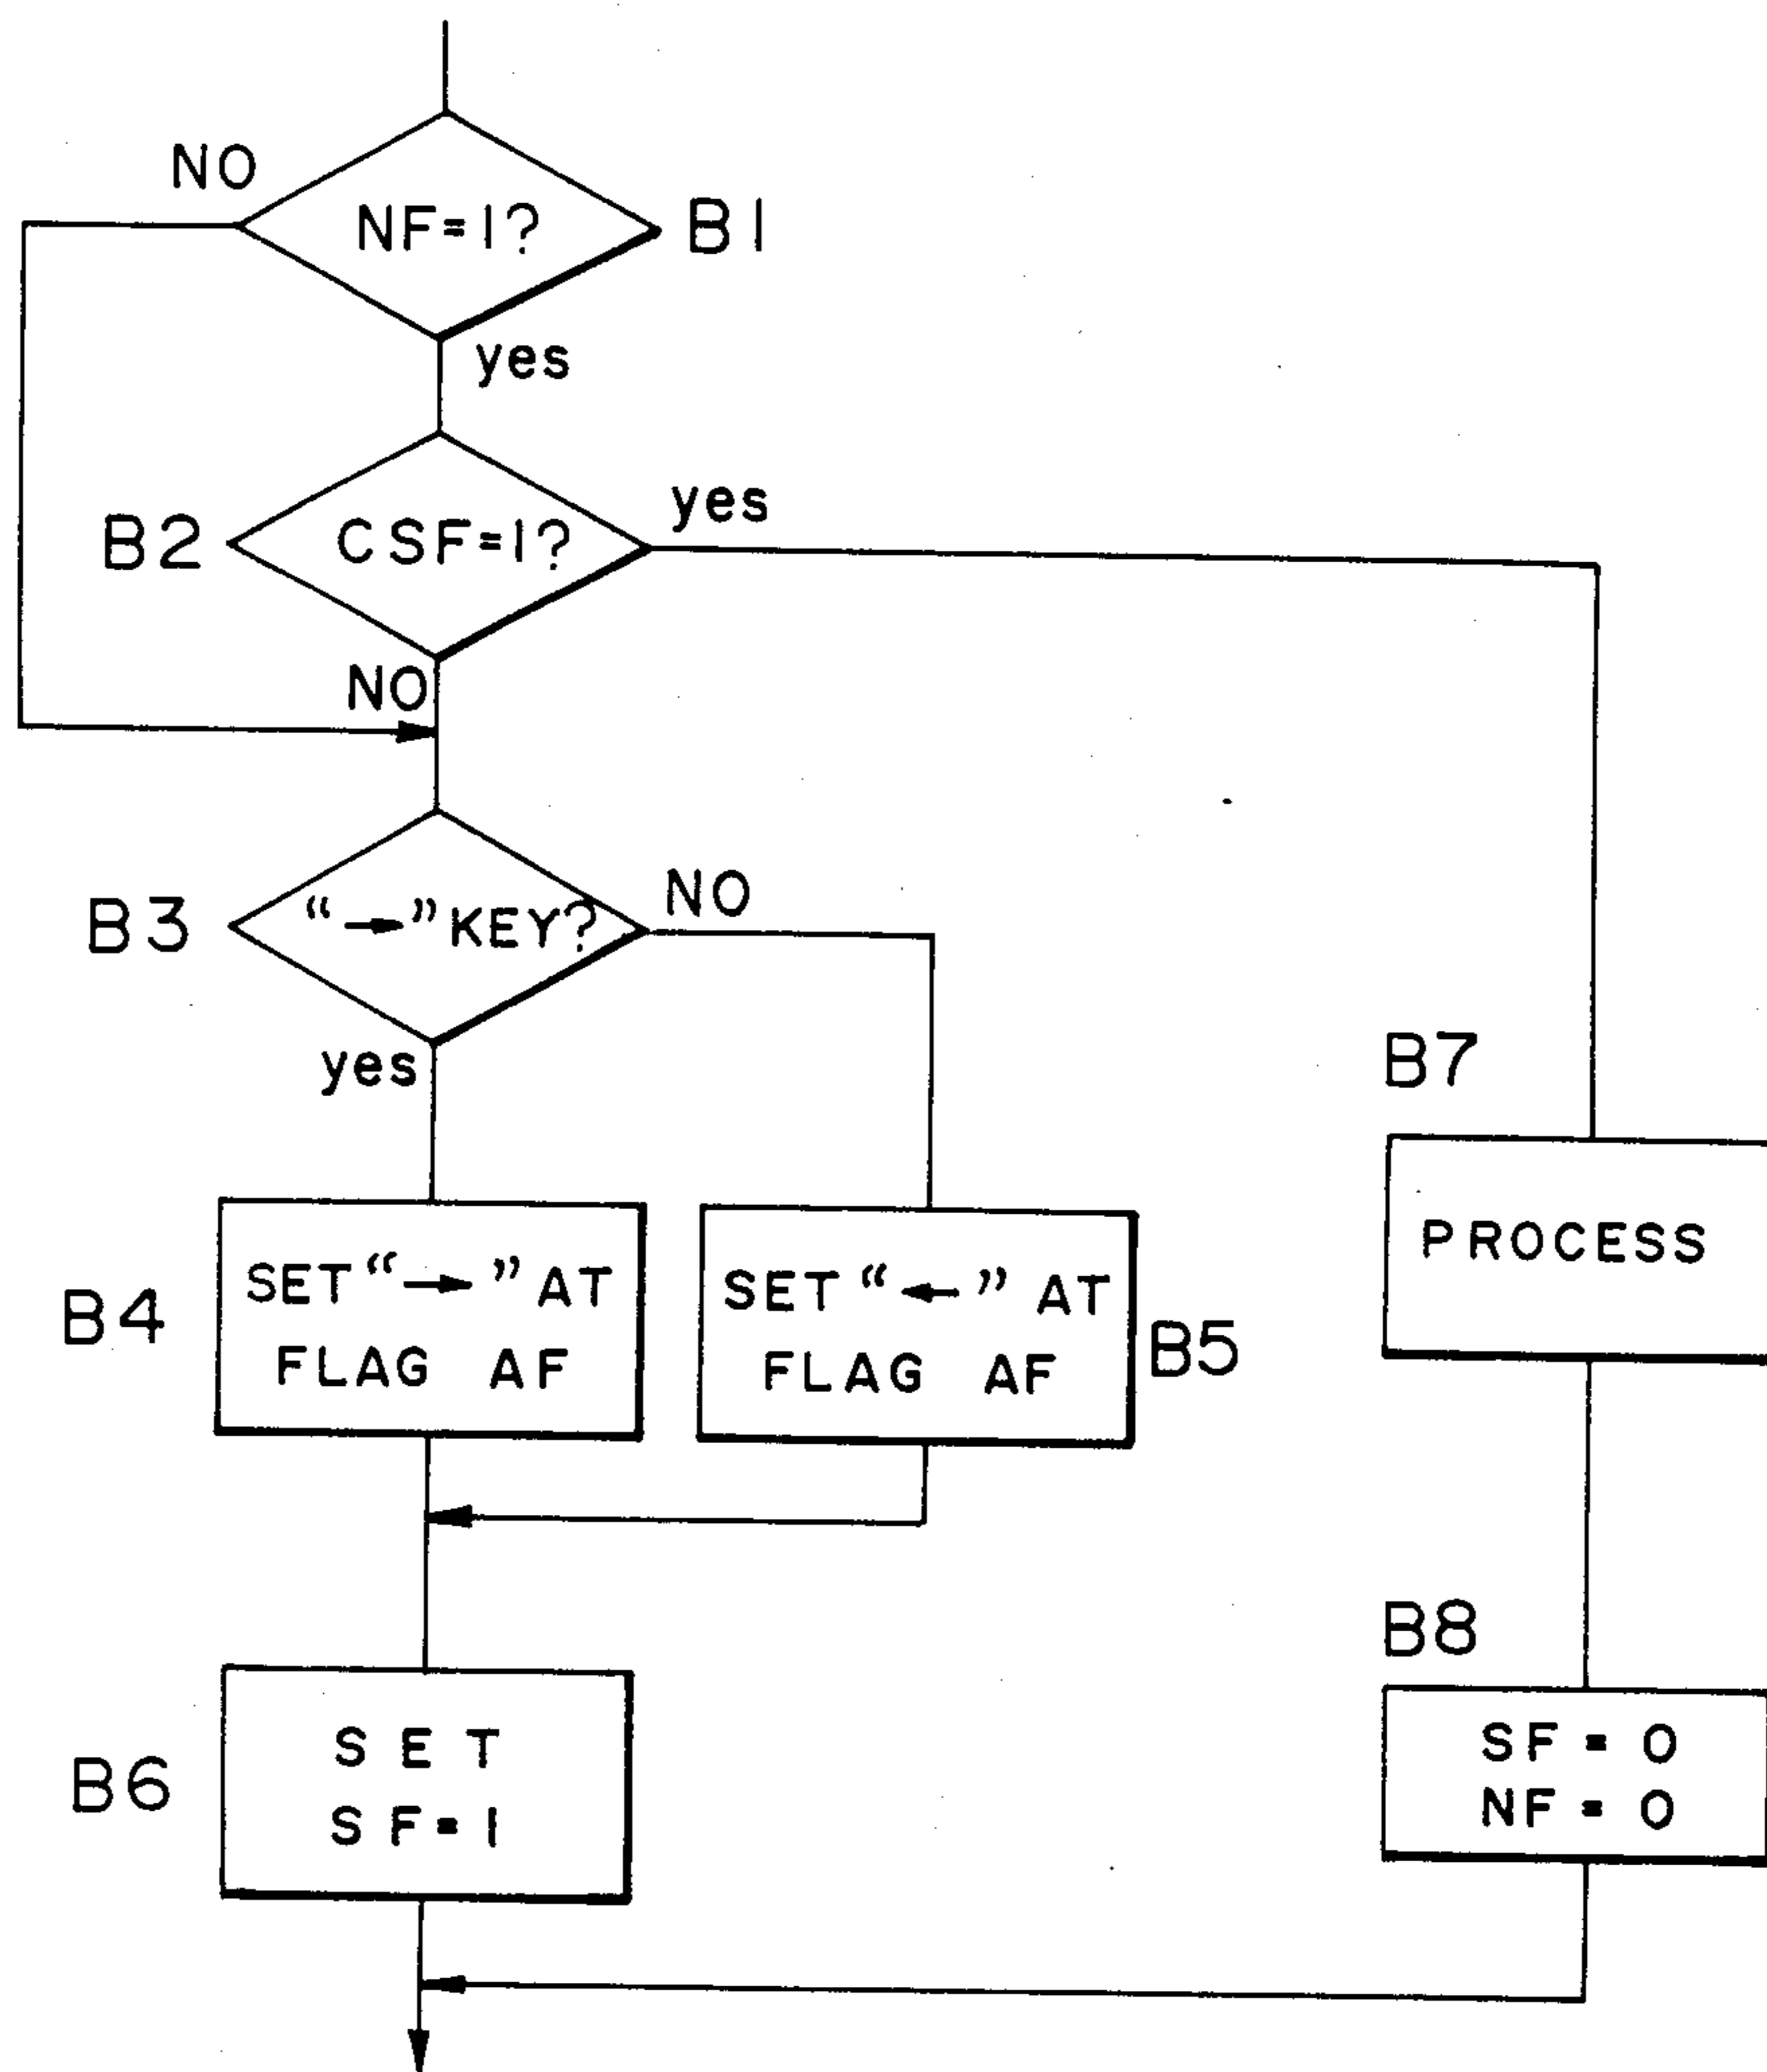 NO
NF=1?
B1
yes
B2
CSF=1?
yes
NO
B3
“→” KEY?
NO
yes
B7
PROCESS
B4
SET “→” AT
FLAG AF
SET “←” AT
FLAG AF
B5
B8
SF = 0
NF = 0
B6
SET
SF=1